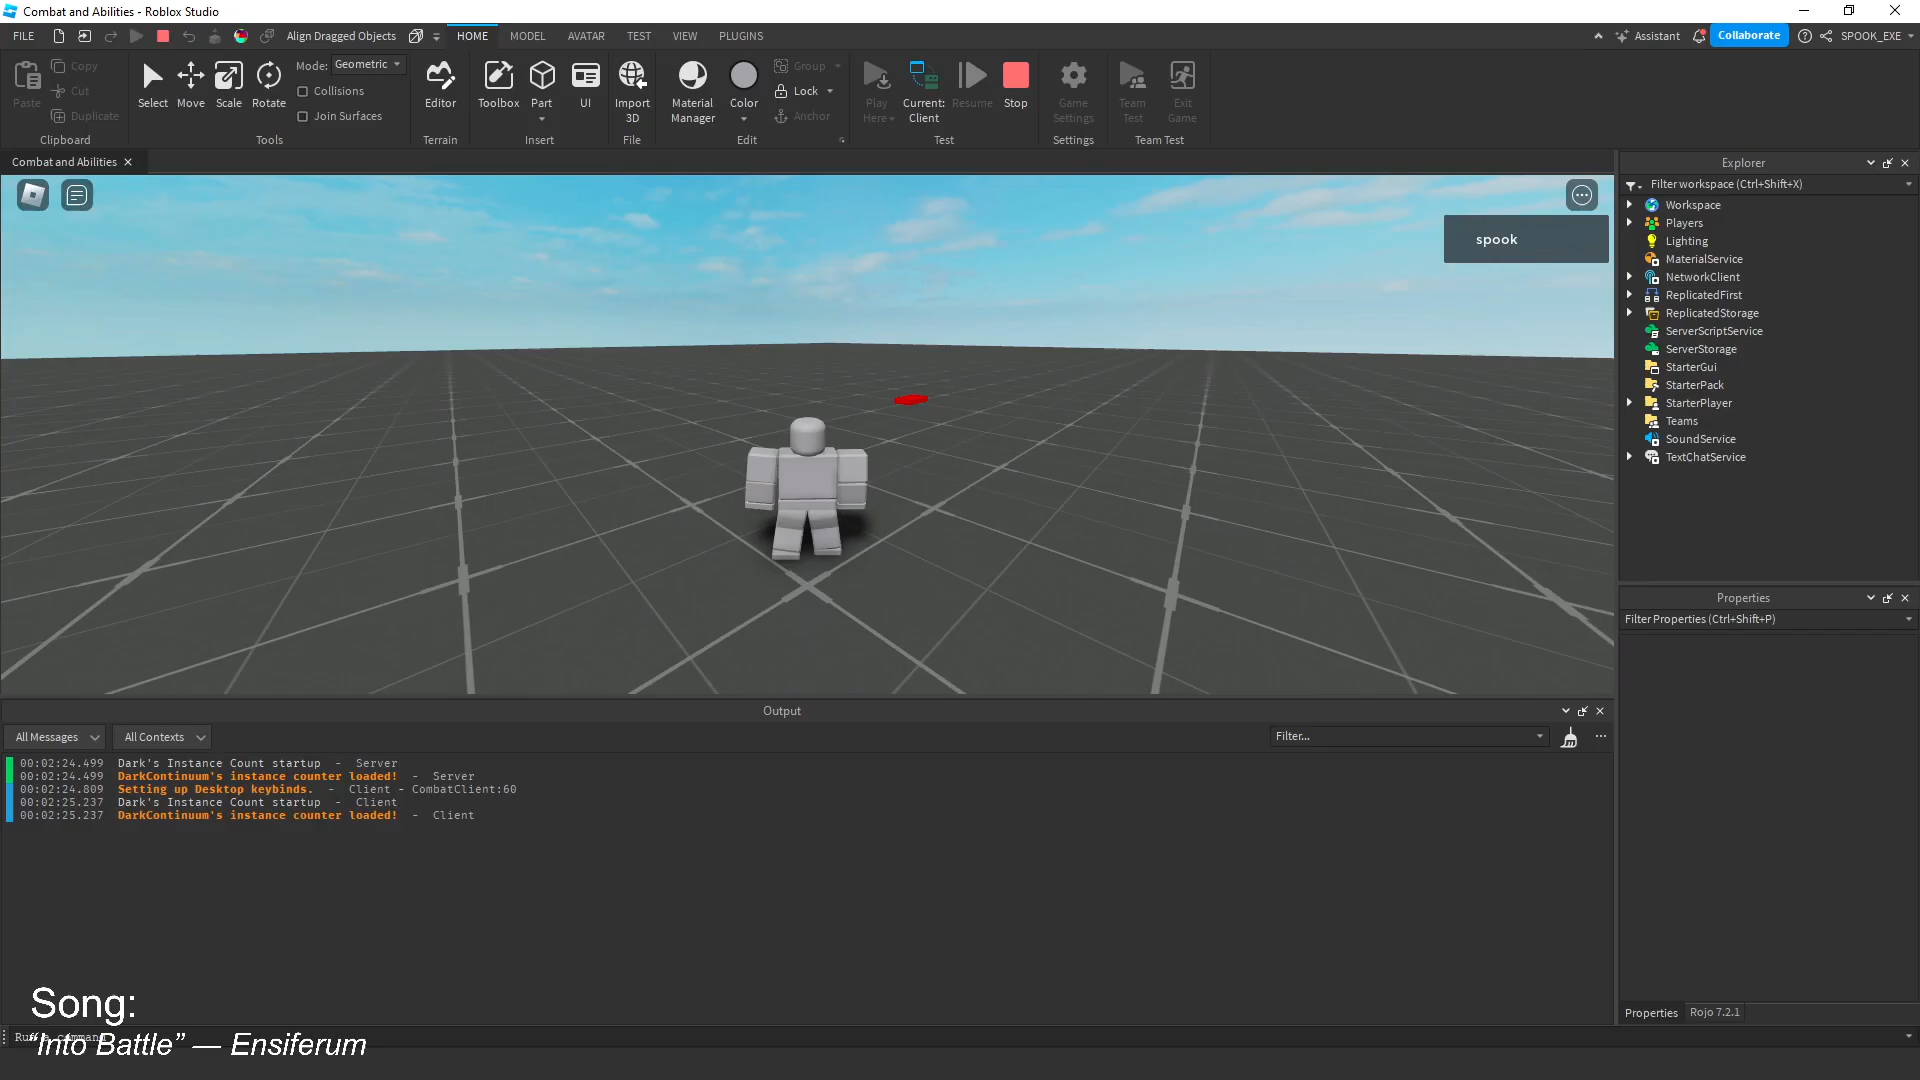 Combat and Abilities - Roblox Studio
FILE Align Dragged Objects HOME MODEL AVATAR TEST VIEW PLUGINS Assistant Collaborate SPOOK_EXE
Paste Copy Cut Duplicate
Clipboard
Select Move Scale Rotate
Mode: Geometric
Collisions
Join Surfaces
Tools
Editor
Terrain
Toolbox Part UI
Insert
Import
3D
File
Material
Manager
Color
Group
Lock
Anchor
Edit
Play
Here
Current:
Client
Resume Stop
Test
Game
Settings
Settings
Team
Test
Exit
Game
Team Test
Combat and Abilities
spook
Explorer
Filter workspace (Ctrl+Shift+X)
Workspace
Players
Lighting
MaterialService
NetworkClient
ReplicatedFirst
ReplicatedStorage
ServerScriptService
ServerStorage
StarterGui
StarterPack
StarterPlayer
Teams
SoundService
TextChatService
Properties
Filter Properties (Ctrl+Shift+P)
Properties Rojo 7.2.1
Output
All Messages All Contexts Filter...
00:02:24.499 Dark's Instance Count startup - Server
00:02:24.499 DarkContinuum's instance counter loaded! - Server
00:02:24.809 Setting up Desktop keybinds. - Client - CombatClient:60
00:02:25.237 Dark's Instance Count startup - Client
00:02:25.237 DarkContinuum's instance counter loaded! - Client
Song:
Run a command
“Into Battle” — Ensiferum